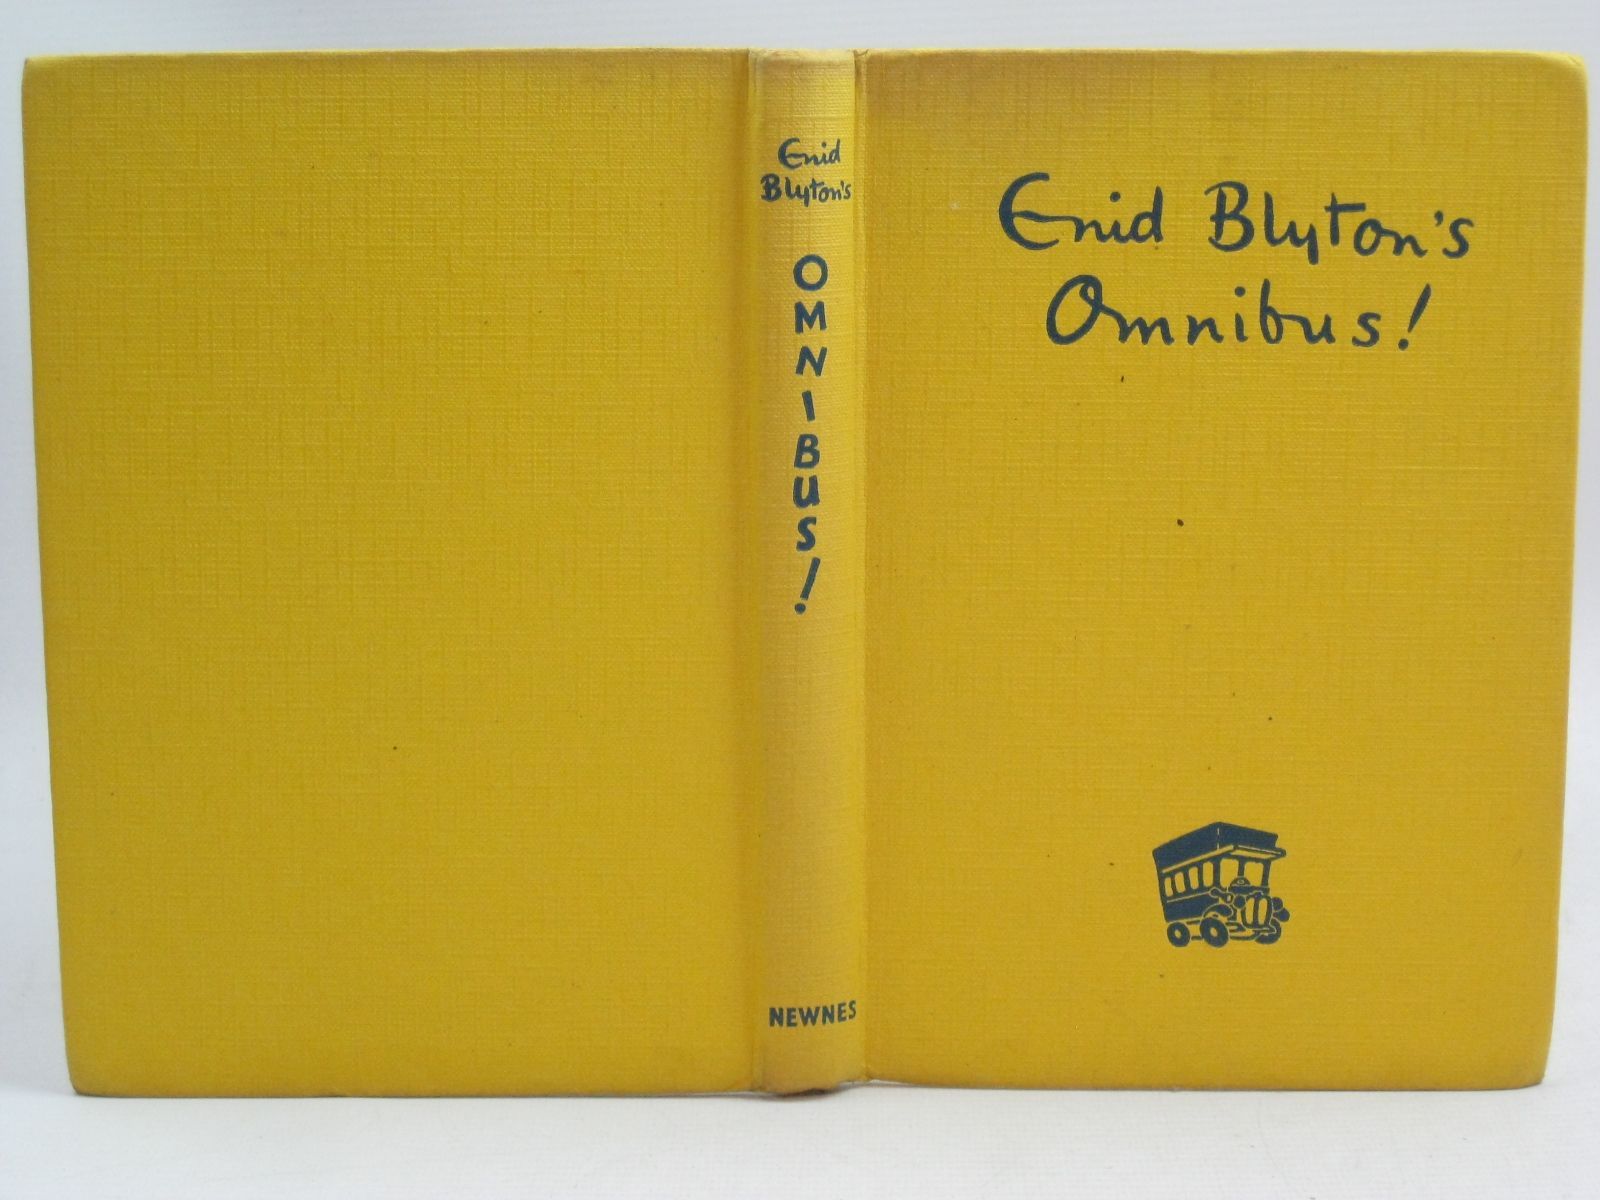 Enid
Blyton's
OMNIBUS!
NEWNES
Enid Blyton's
Omnibus!